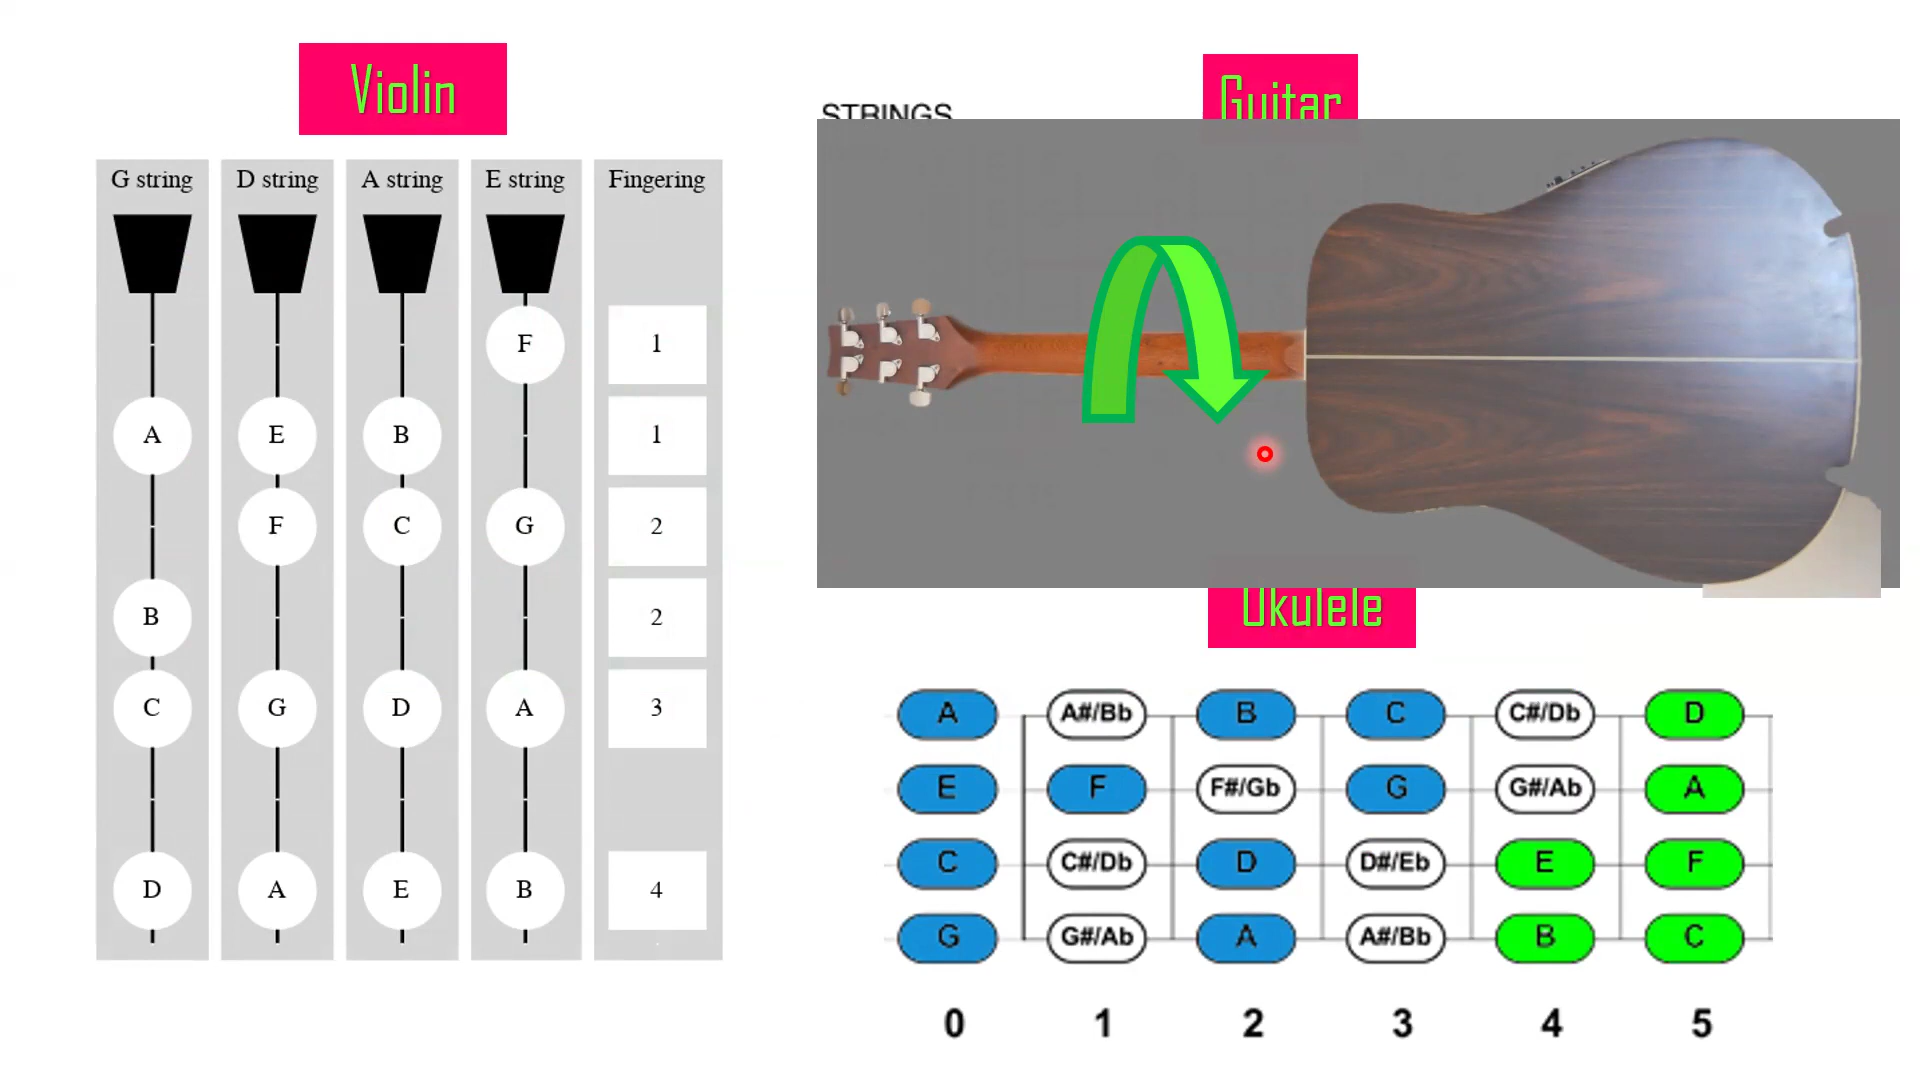 Violin
G string D string A string E string Fingering
F 1
A E B 1
F C G 2
B 2
C G D A 3
D A E B 4
STRINGS
Guitar
Ukulele
A A#/Bb B C C#/Db D
E F F#/Gb G G#/Ab A
C C#/Db D D#/Eb E F
G G#/Ab A A#/Bb B C
0 1 2 3 4 5